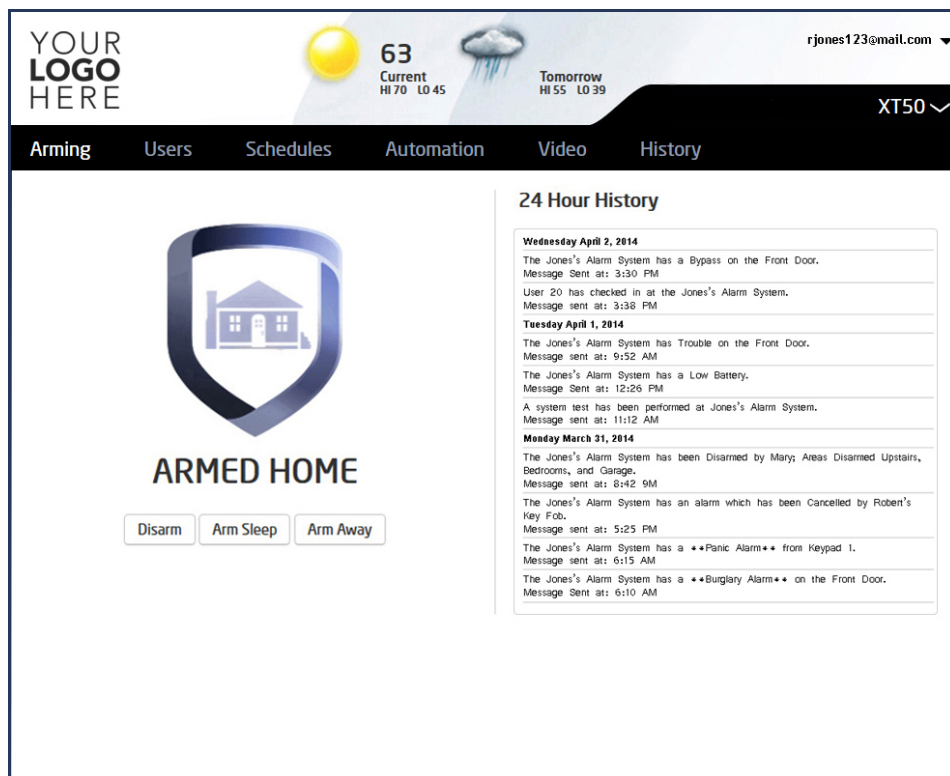 YOUR
LOGO
HERE
63
Current
HI 70 LO 45
Tomorrow
HI 55 LO 39
rjones123@mail.com
XT50
Arming Users Schedules Automation Video History
ARMED HOME
Disarm Arm Sleep Arm Away
24 Hour History
Wednesday April 2, 2014
The Jones's Alarm System has a Bypass on the Front Door.
Message Sent at: 3:30 PM
User 20 has checked in at the Jones's Alarm System.
Message sent at: 3:38 PM
Tuesday April 1, 2014
The Jones's Alarm System has Trouble on the Front Door.
Message sent at: 9:52 AM
The Jones's Alarm System has a Low Battery.
Message Sent at: 12:26 PM
A system test has been performed at Jones's Alarm System.
Message sent at: 11:12 AM
Monday March 31, 2014
The Jones's Alarm System has been Disarmed by Mary; Areas Disarmed Upstairs,
Bedrooms, and Garage.
Message sent at: 8:42 9M
The Jones's Alarm System has an alarm which has been Cancelled by Robert's
Key Fob.
Message sent at: 5:25 PM
The Jones's Alarm System has a **Panic Alarm** from Keypad 1.
Message sent at: 6:15 AM
The Jones's Alarm System has a **Burglary Alarm** on the Front Door.
Message Sent at: 6:10 AM